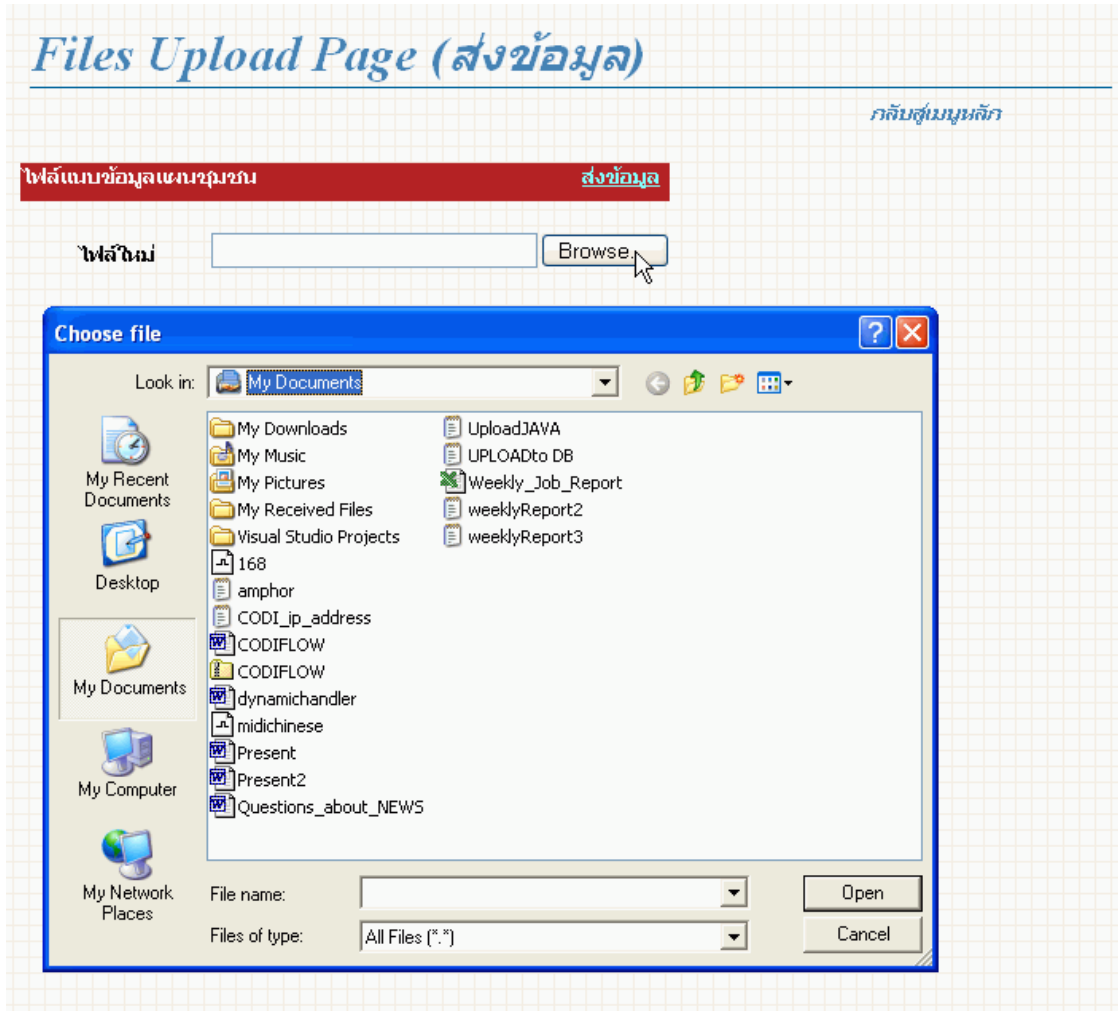 Files Upload Page (ส่งข้อมูล)
กลับสู่เมนูหลัก
ไฟล์แนบข้อมูลแผนชุมชน ส่งข้อมูล
ไฟล์ใหม่ Browse...
Choose file
Look in: My Documents
My Recent Documents
Desktop
My Documents
My Computer
My Network Places
My Downloads
My Music
My Pictures
My Received Files
Visual Studio Projects
168
amphor
CODI_ip_address
CODIFLOW
CODIFLOW
dynamichandler
midichinese
Present
Present2
Questions_about_NEWS
UploadJAVA
UPLOADto DB
Weekly_Job_Report
weeklyReport2
weeklyReport3
File name: Open
Files of type: All Files (*.*) Cancel